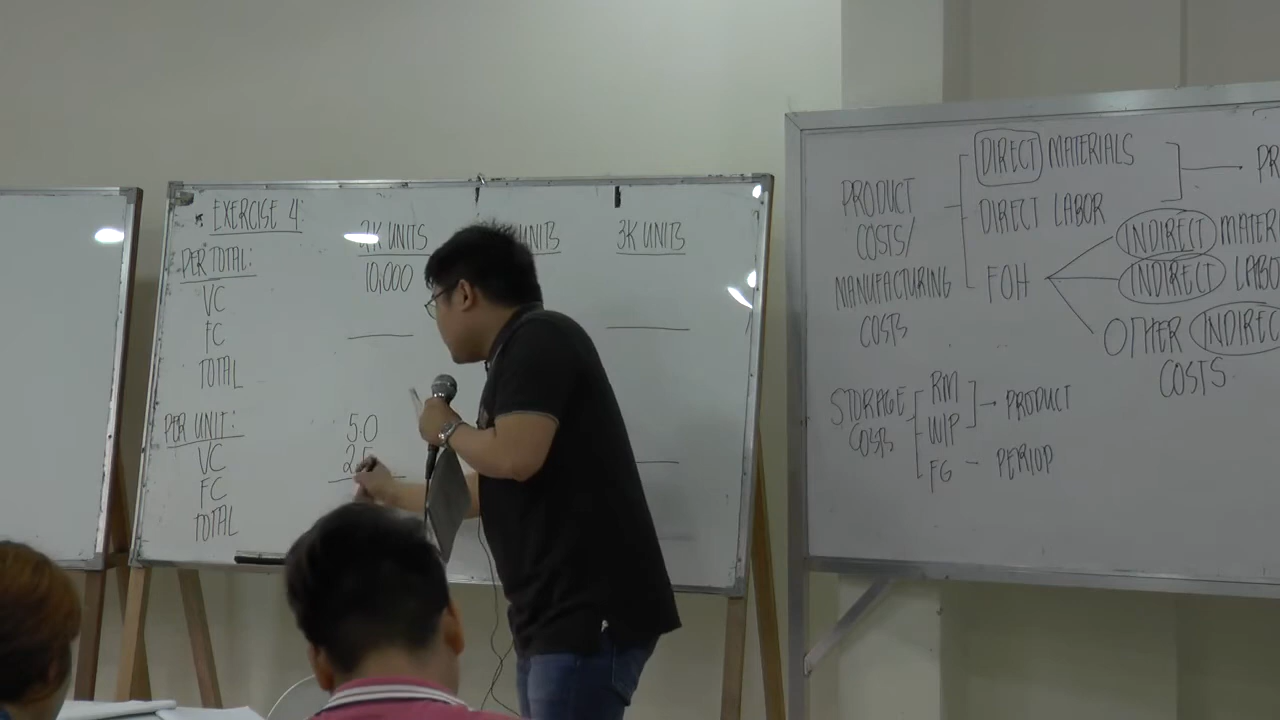 EXERCISE 4:
2K UNITS
UNITS
3K UNITS
PER TOTAL:
10,000
VC
FC
TOTAL
PER UNIT:
5.0
VC
FC
TOTAL
PRODUCT
COSTS/
MANUFACTURING
COSTS
DIRECT MATERIALS
DIRECT LABOR
FOH
INDIRECT
INDIRECT
OTHER
COSTS
STORAGE
COSTS
RM
WIP
PRODUCT
FG - PERIOD